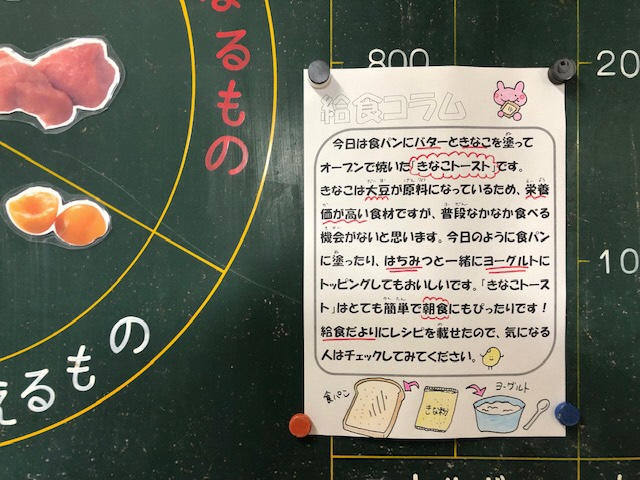 なるもの
えるもの
800
20
10
給食コラム
今日は食パンにバターときなこを塗って
オーブンで焼いた「きなこトースト」です。
きなこは大豆が原料になっているため、栄養
価が高い食材ですが、普段なかなか食べる
機会がないと思います。今日のように食パン
に塗ったり、はちみつと一緒にヨーグルトに
トッピングしてもおいしいです。「きなこトース
ト」はとても簡単で朝食にもぴったりです!
給食だよりにレシピを載せたので、気になる
人はチェックしてみてください。
食パン
きな粉
ヨーグルト